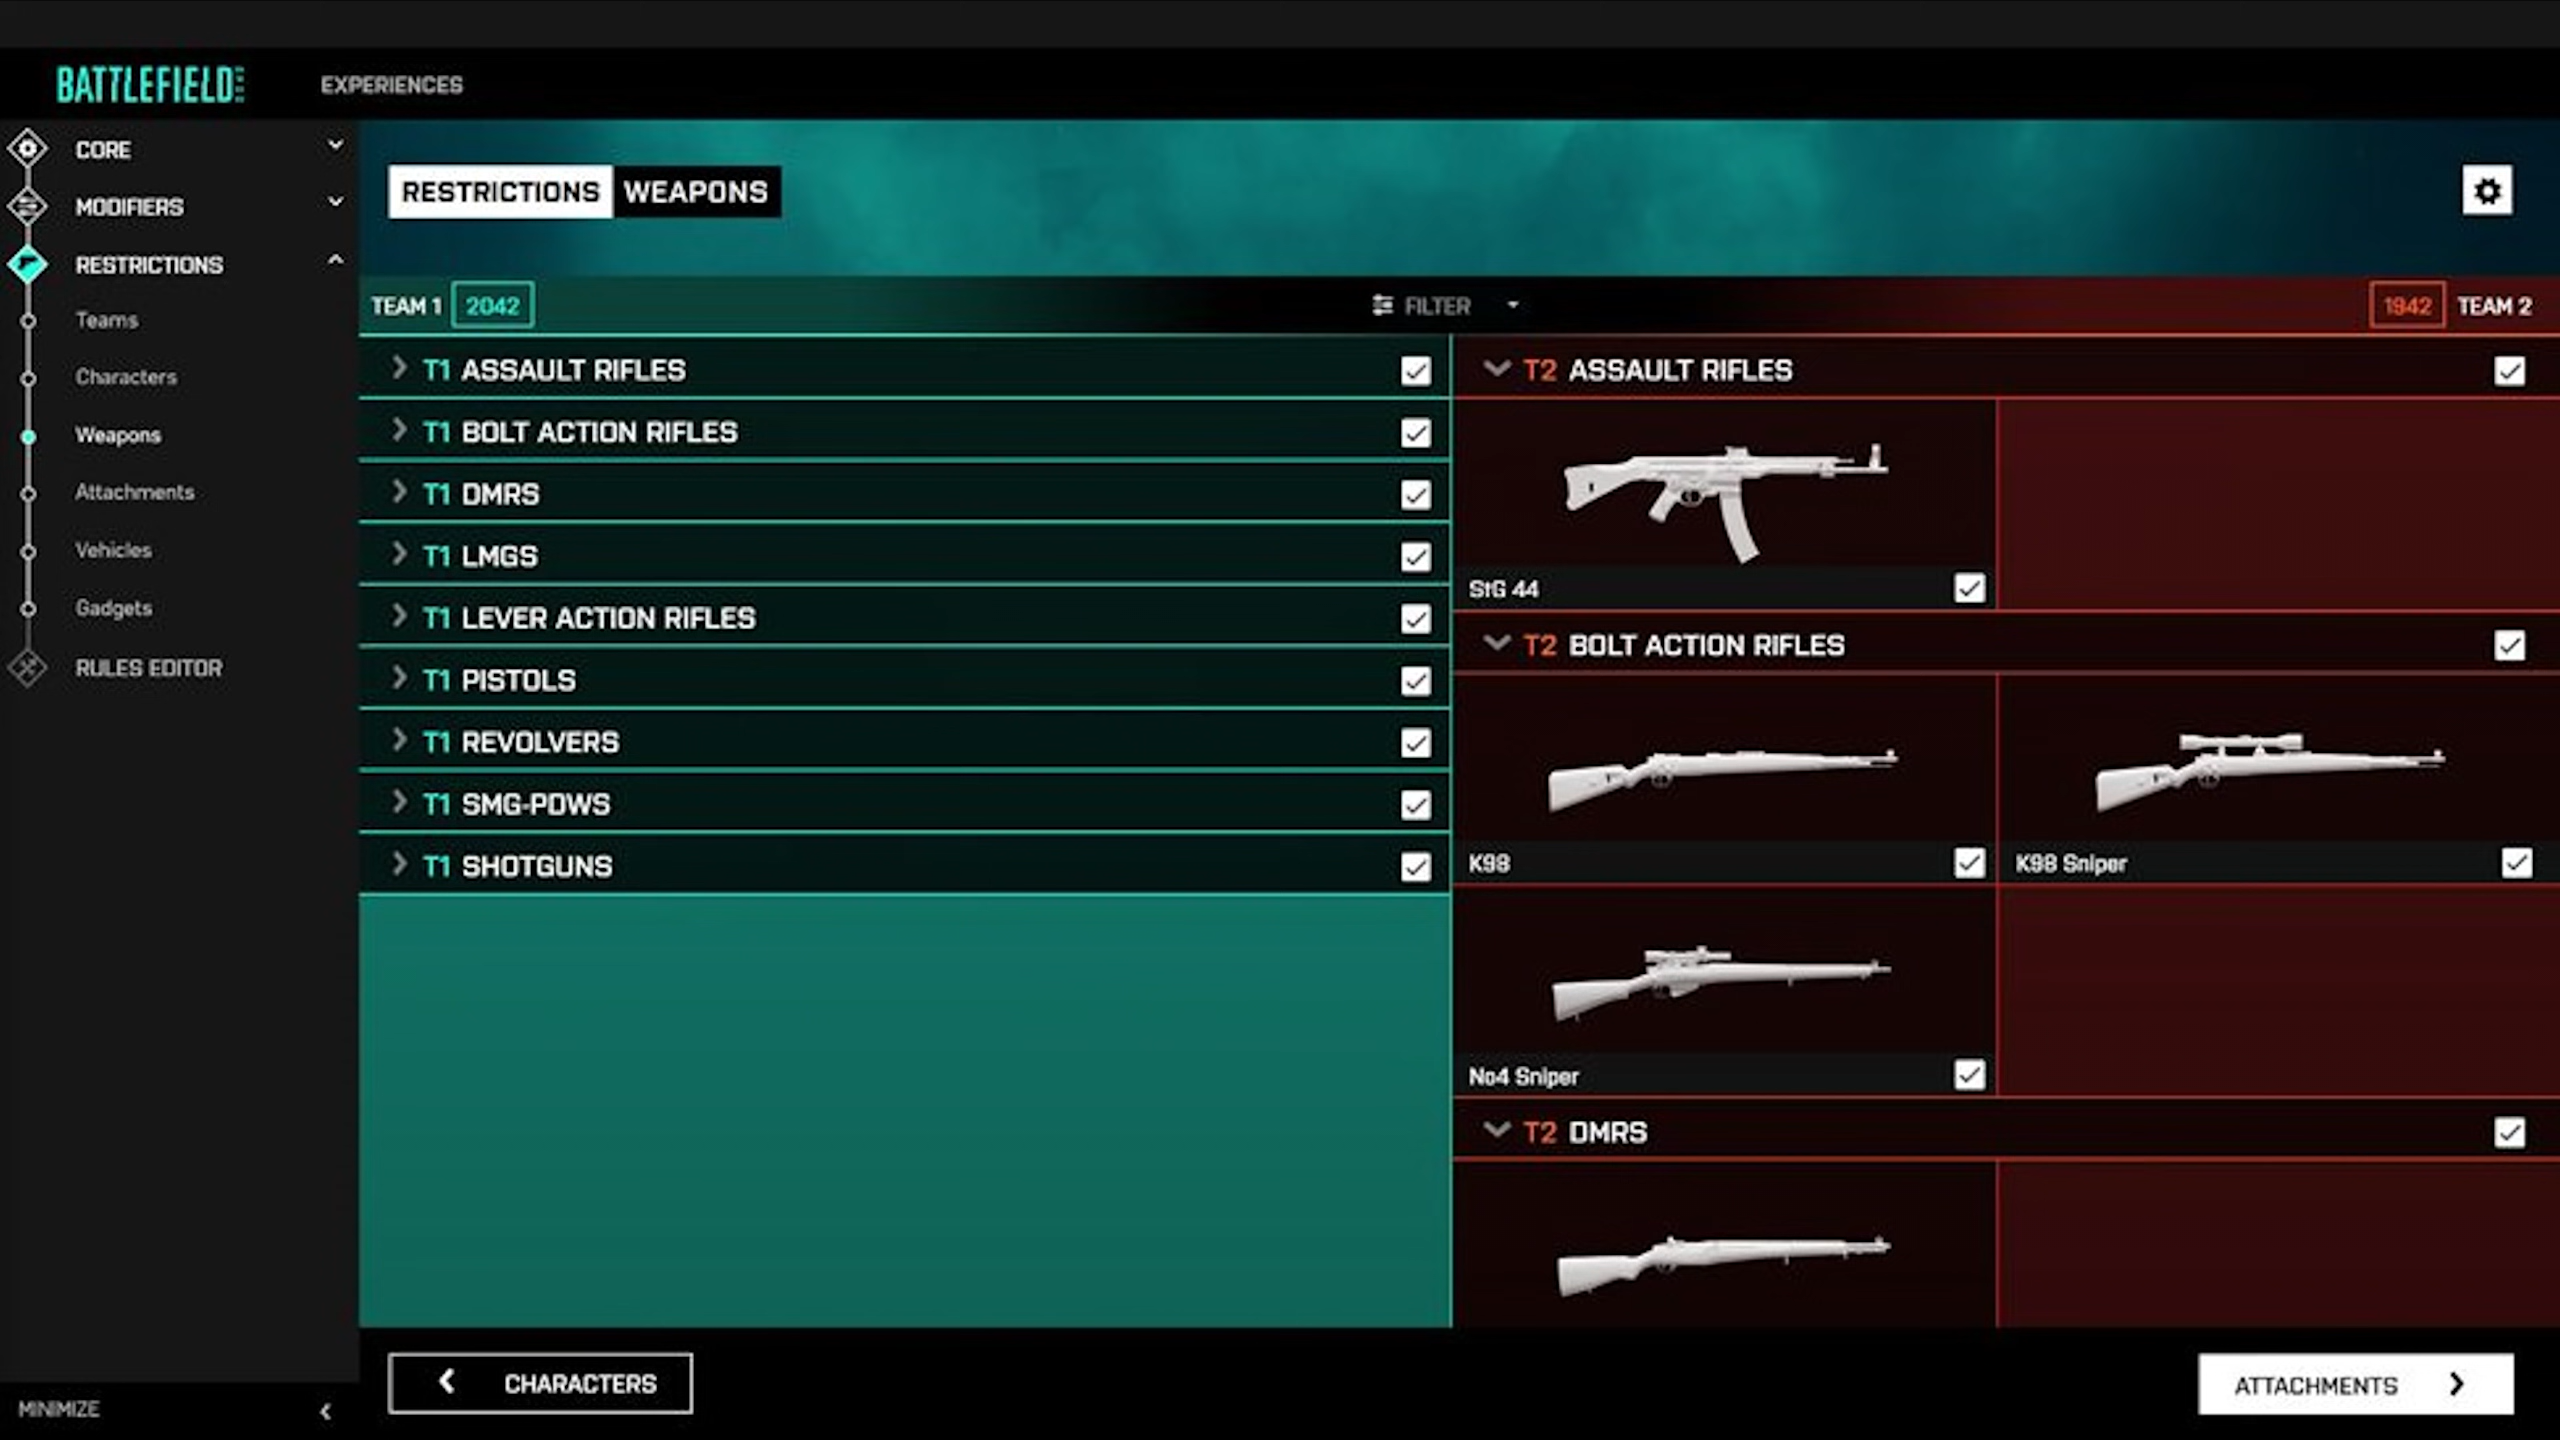 BATTLEFIELD
EXPERIENCES
CORE
MODIFIERS
RESTRICTIONS
Teams
Characters
Weapons
Attachments
Vehicles
Gadgets
RULES EDITOR
MINIMIZE
RESTRICTIONS WEAPONS
TEAM 1 2042
FILTER
1942 TEAM 2
T1 ASSAULT RIFLES
T1 BOLT ACTION RIFLES
T1 DMRS
T1 LMGS
T1 LEVER ACTION RIFLES
T1 PISTOLS
T1 REVOLVERS
T1 SMG-PDWS
T1 SHOTGUNS
T2 ASSAULT RIFLES
StG 44
T2 BOLT ACTION RIFLES
K98
K98 Sniper
No4 Sniper
T2 DMRS
CHARACTERS
ATTACHMENTS